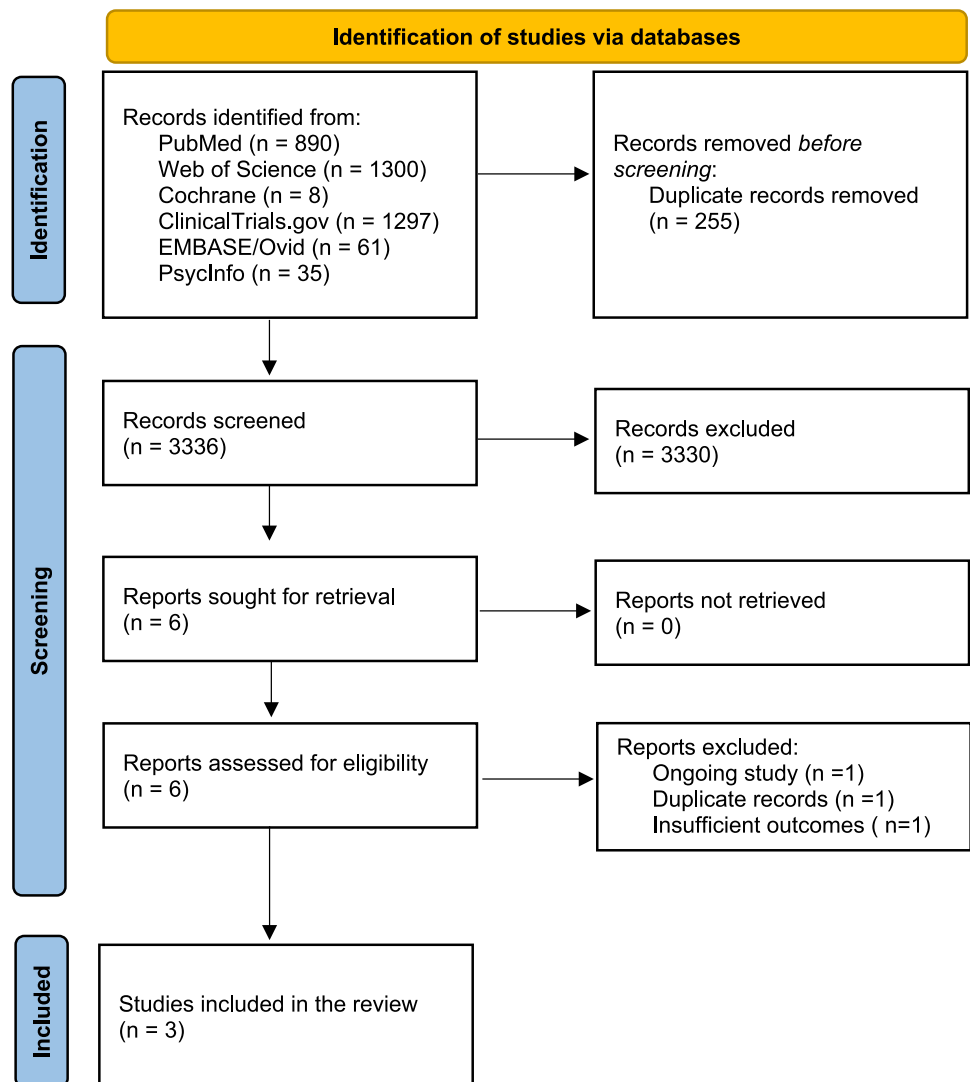 Identification of studies via databases
Identification
Records identified from:
PubMed (n = 890)
Web of Science (n = 1300)
Cochrane (n = 8)
ClinicalTrials.gov (n = 1297)
EMBASE/Ovid (n = 61)
PsycInfo (n = 35)
Records removed before
screening:
Duplicate records removed
(n = 255)
Screening
Records screened
(n = 3336)
Records excluded
(n = 3330)
Reports sought for retrieval
(n = 6)
Reports not retrieved
(n = 0)
Reports assessed for eligibility
(n = 6)
Reports excluded:
Ongoing study (n =1)
Duplicate records (n =1)
Insufficient outcomes ( n=1)
Included
Studies included in the review
(n = 3)